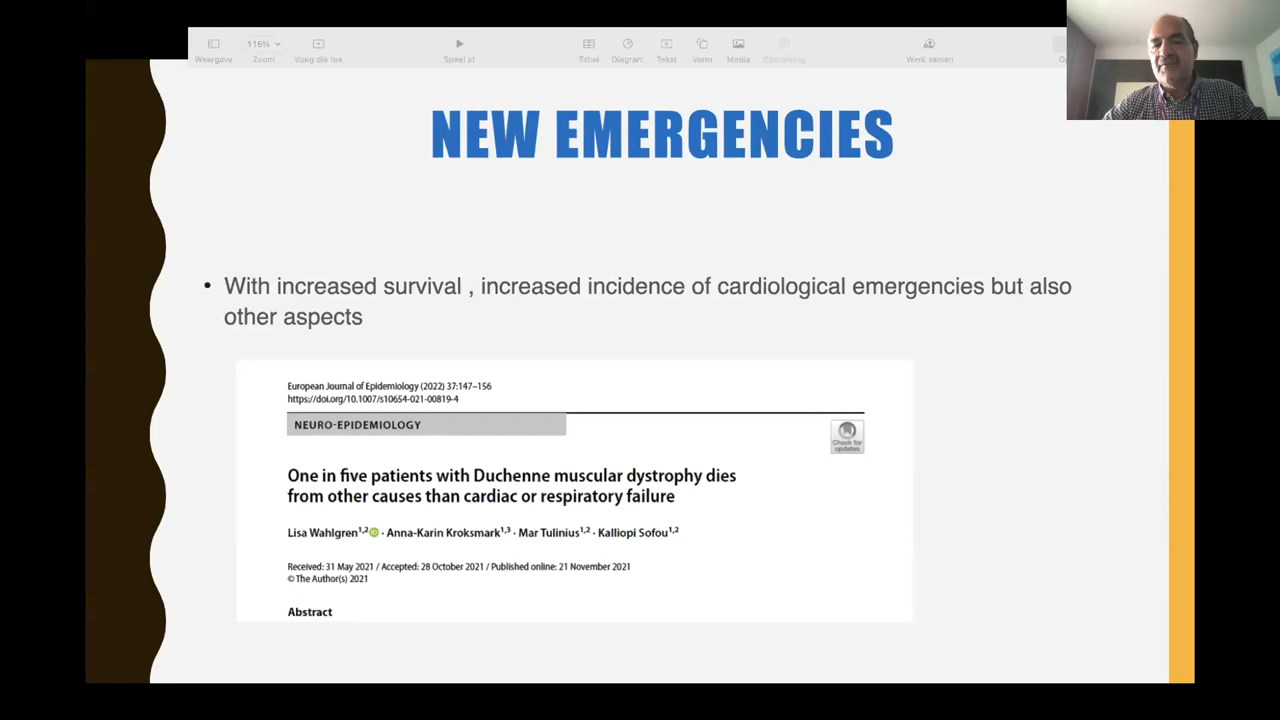 116%
Weergave
Zoom
Voeg dia toe
Speel af
Tabel
Diagram
Tekst
Vorm
Media
Opmerking
Werk samen
NEW EMERGENCIES
• With increased survival , increased incidence of cardiological emergencies but also
other aspects
European Journal of Epidemiology (2022) 37:147–156
https://doi.org/10.1007/s10654-021-00819-4
NEURO-EPIDEMIOLOGY
Check for
updates
One in five patients with Duchenne muscular dystrophy dies
from other causes than cardiac or respiratory failure
Lisa Wahlgren1,2 · Anna-Karin Kroksmark1,3 · Mar Tulinius1,2 · Kalliopi Sofou1,2
Received: 31 May 2021 / Accepted: 28 October 2021 / Published online: 21 November 2021
© The Author(s) 2021
Abstract